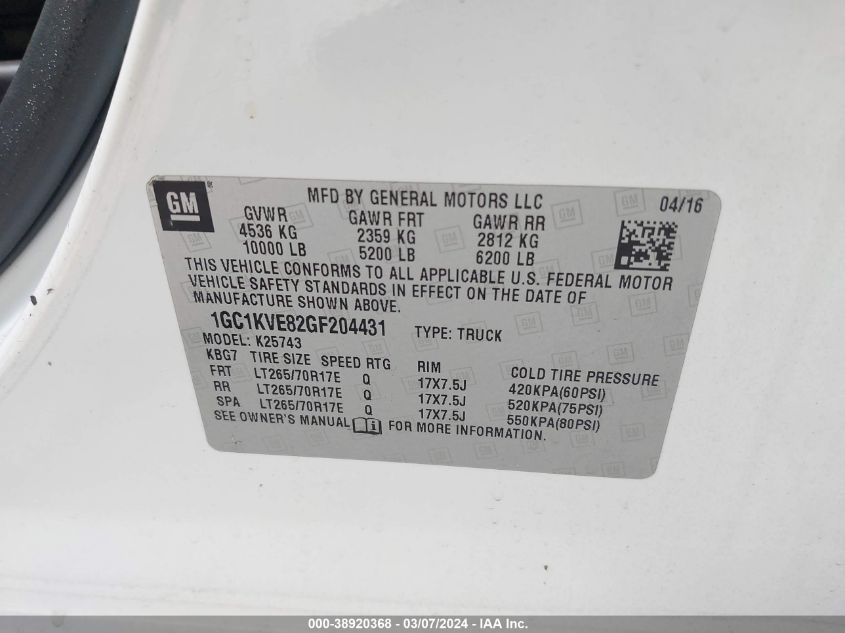 GM
MFD BY GENERAL MOTORS LLC 04/16
GVWR GAWR FRT GAWR RR
4536 KG 2359 KG 2812 KG
10000 LB 5200 LB 6200 LB
THIS VEHICLE CONFORMS TO ALL APPLICABLE U.S. FEDERAL MOTOR
VEHICLE SAFETY STANDARDS IN EFFECT ON THE DATE OF
MANUFACTURE SHOWN ABOVE.
1GC1KVE82GF204431 TYPE: TRUCK
MODEL: K25743
KBG7 TIRE SIZE SPEED RTG RIM COLD TIRE PRESSURE
FRT LT265/70R17E Q 17X7.5J 420KPA(60PSI)
RR LT265/70R17E Q 17X7.5J 520KPA(75PSI)
SPA LT265/70R17E Q 17X7.5J 550KPA(80PSI)
SEE OWNER'S MANUAL FOR MORE INFORMATION.
000-38920368 - 03/07/2024 - IAA Inc.